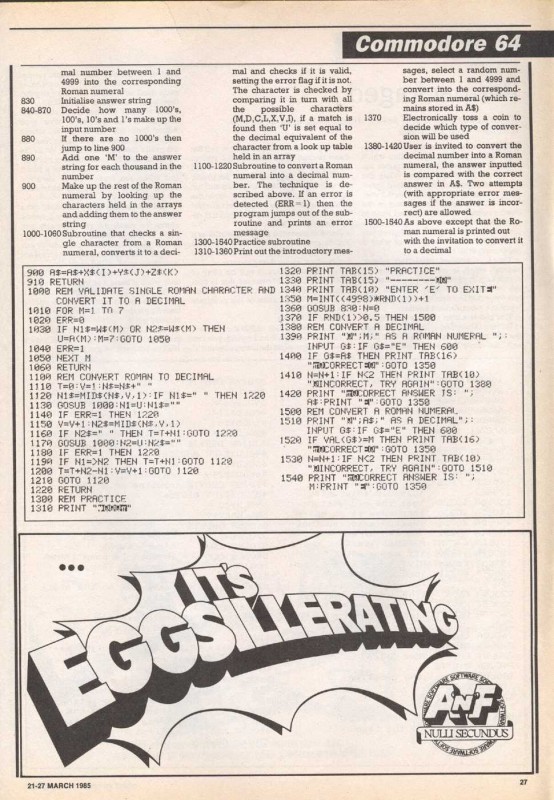 Commodore 64
mal number between 1 and
4999 into the corresponding
Roman numeral
830 Initialise answer string
840-870 Decide how many 1000's,
100's, 10's and 1's make up the
input number
880 If there are no 1000's then
jump to line 900
890 Add one 'M' to the answer
string for each thousand in the
number
900 Make up the rest of the Roman
numeral by looking up the
characters held in the arrays
and adding them to the answer
string
1000-1060 Subroutine that checks a sin-
gle character from a Roman
numeral, converts it to a deci-
mal and checks if it is valid,
setting the error flag if it is not.
The character is checked by
comparing it in turn with all
the possible characters
(M,D,C,L,X,V,I), if a match is
found then 'U' is set equal to
the decimal equivalent of the
character from a look up table
held in an array
1100-1220 Subroutine to convert a Roman
numeral into a decimal num-
ber. The technique is de-
scribed above. If an error is
detected (ERR=1) then the
program jumps out of the sub-
routine and prints an error
message
1300-1540 Practice subroutine
1310-1360 Print out the introductory mes-
sages, select a random num-
ber between 1 and 4999 and
convert it into the correspond-
ing Roman numeral (which re-
mains stored in A$)
1370 Electronically toss a coin to
decide which type of conver-
sion will be used
1380-1420 User is invited to convert the
decimal number into a Roman
numeral, the answer inputted
is compared with the correct
answer in A$. Two attempts
(with appropriate error mes-
sages if the answer is incor-
rect) are allowed
1500-1540 As above except that the Ro-
man numeral is printed out
with the invitation to convert it
to a decimal
900 A$=A$+X$(I)+Y$(J)+Z$(K)
910 RETURN
1000 REM VALIDATE SINGLE ROMAN CHARACTER AND
CONVERT IT TO A DECIMAL
1010 FOR M=1 TO 7
1020 ERR=0
1030 IF N1$=W$(M) OR N2$=W$(M) THEN
U=A(M):M=7:GOTO 1050
1040 ERR=1
1050 NEXT M
1060 RETURN
1100 REM CONVERT ROMAN TO DECIMAL
1110 T=0:V=1:N$=N$+" "
1120 N1$=MID$(N$,V,1):IF N1$=" " THEN 1220
1130 GOSUB 1000:N1=U:N1$=""
1140 IF ERR=1 THEN 1220
1150 V=V+1:N2$=MID$(N$,V,1)
1160 IF N2$=" " THEN T=T+N1:GOTO 1220
1170 GOSUB 1000:N2=U:N2$=""
1180 IF ERR=1 THEN 1220
1190 IF N1=>N2 THEN T=T+N1:GOTO 1120
1200 T=T+N2-N1:V=V+1:GOTO 1120
1210 GOTO 1120
1220 RETURN
1300 REM PRACTICE
1310 PRINT "
1320 PRINT TAB(15) "PRACTICE"
1330 PRINT TAB(15) "--------
1340 PRINT TAB(10) "ENTER 'E' TO EXIT
1350 M=INT((4998)*RND(1))+1
1360 GOSUB 830:N=0
1370 IF RND(1)>0.5 THEN 1500
1380 REM CONVERT A DECIMAL
1390 PRINT ";M;" AS A ROMAN NUMERAL ";:
INPUT G$:IF G$="E" THEN 600
1400 IF G$=A$ THEN PRINT TAB(16)
CORRECT :GOTO 1350
1410 N=N+1:IF N<2 THEN PRINT TAB(10)
INCORRECT, TRY AGAIN":GOTO 1380
1420 PRINT CORRECT ANSWER IS: ";
A$:PRINT :GOTO 1350
1500 REM CONVERT A ROMAN NUMERAL
1510 PRINT ";A$;" AS A DECIMAL";:
INPUT G$:IF G$="E" THEN 600
1520 IF VAL(G$)=M THEN PRINT TAB(16)
CORRECT :GOTO 1350
1530 N=N+1:IF N<2 THEN PRINT TAB(10)
INCORRECT, TRY AGAIN":GOTO 1510
1540 PRINT CORRECT ANSWER IS: ";
M:PRINT :GOTO 1350
...
IT'S
EGGSILLERATING
SOFTWARE SOFTWARE
A'N'F
NULLI SECUNDUS
21-27 MARCH 1985
27